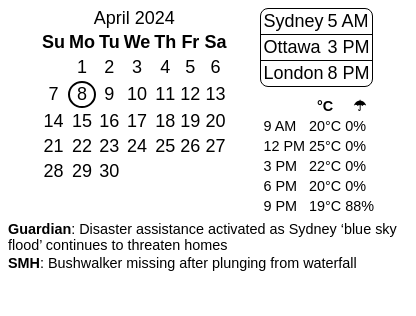 April 2024
Su Mo Tu We Th Fr Sa
1 2 3 4 5 6
7 8 9 10 11 12 13
14 15 16 17 18 19 20
21 22 23 24 25 26 27
28 29 30
Sydney 5 AM
Ottawa 3 PM
London 8 PM
°C ☂
9 AM 20°C 0%
12 PM 25°C 0%
3 PM 22°C 0%
6 PM 20°C 0%
9 PM 19°C 88%
Guardian: Disaster assistance activated as Sydney ‘blue sky
flood’ continues to threaten homes
SMH: Bushwalker missing after plunging from waterfall